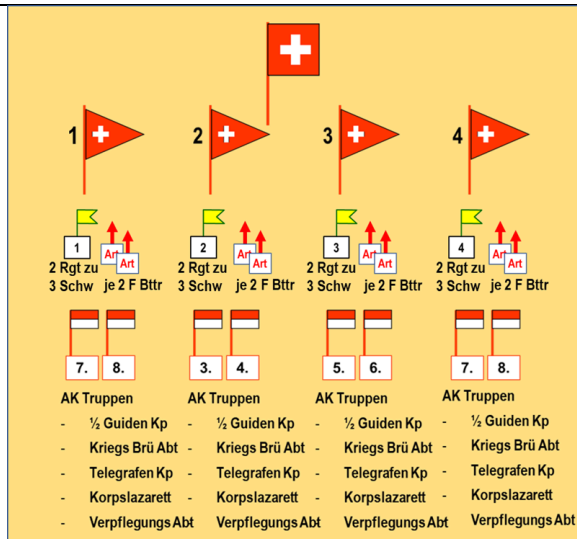 1 2 3 4
1 2 3 4
Art Art Art Art
Art Art Art Art
2 Rgt zu 2 Rgt zu 2 Rgt zu 2 Rgt zu
3 Schw je 2 F Bttr 3 Schw je 2 F Bttr 3 Schw je 2 F Bttr 3 Schw je 2 F Bttr
7. 8. 3. 4. 5. 6. 7. 8.
AK Truppen AK Truppen AK Truppen AK Truppen
- ½ Guiden Kp - ½ Guiden Kp - ½ Guiden Kp - ½ Guiden Kp
- Kriegs Brü Abt - Kriegs Brü Abt - Kriegs Brü Abt - Kriegs Brü Abt
- Telegrafen Kp - Telegrafen Kp - Telegrafen Kp - Telegrafen Kp
- Korpslazarett - Korpslazarett - Korpslazarett - Korpslazarett
- Verpflegungs Abt - Verpflegungs Abt - Verpflegungs Abt - Verpflegungs Abt